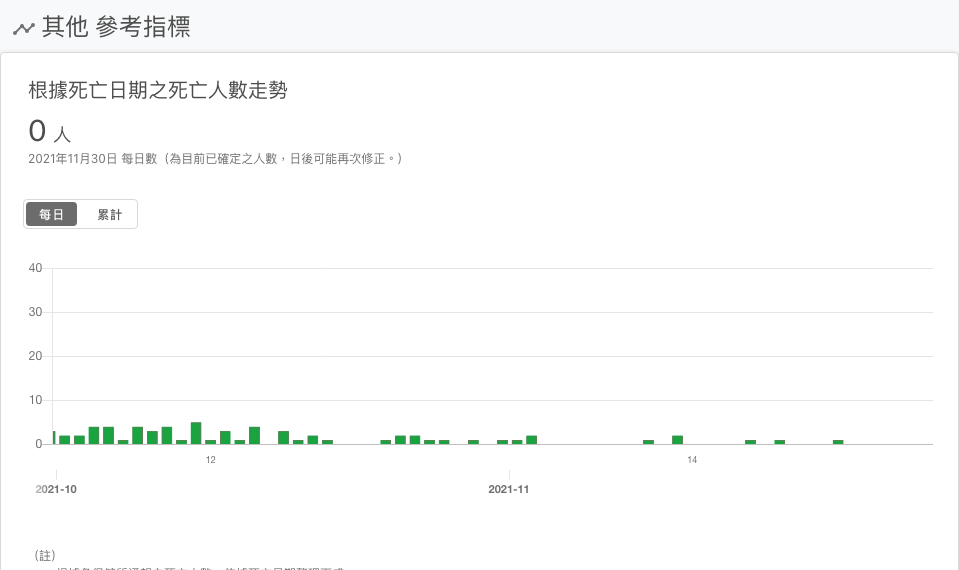 其他 參考指標
根據死亡日期之死亡人數走勢
0 人
2021年11月30日 每日數（為目前已確定之人數，日後可能再次修正。）
每日 累計
40
30
20
10
0
12 14
2021-10 2021-11
（註）